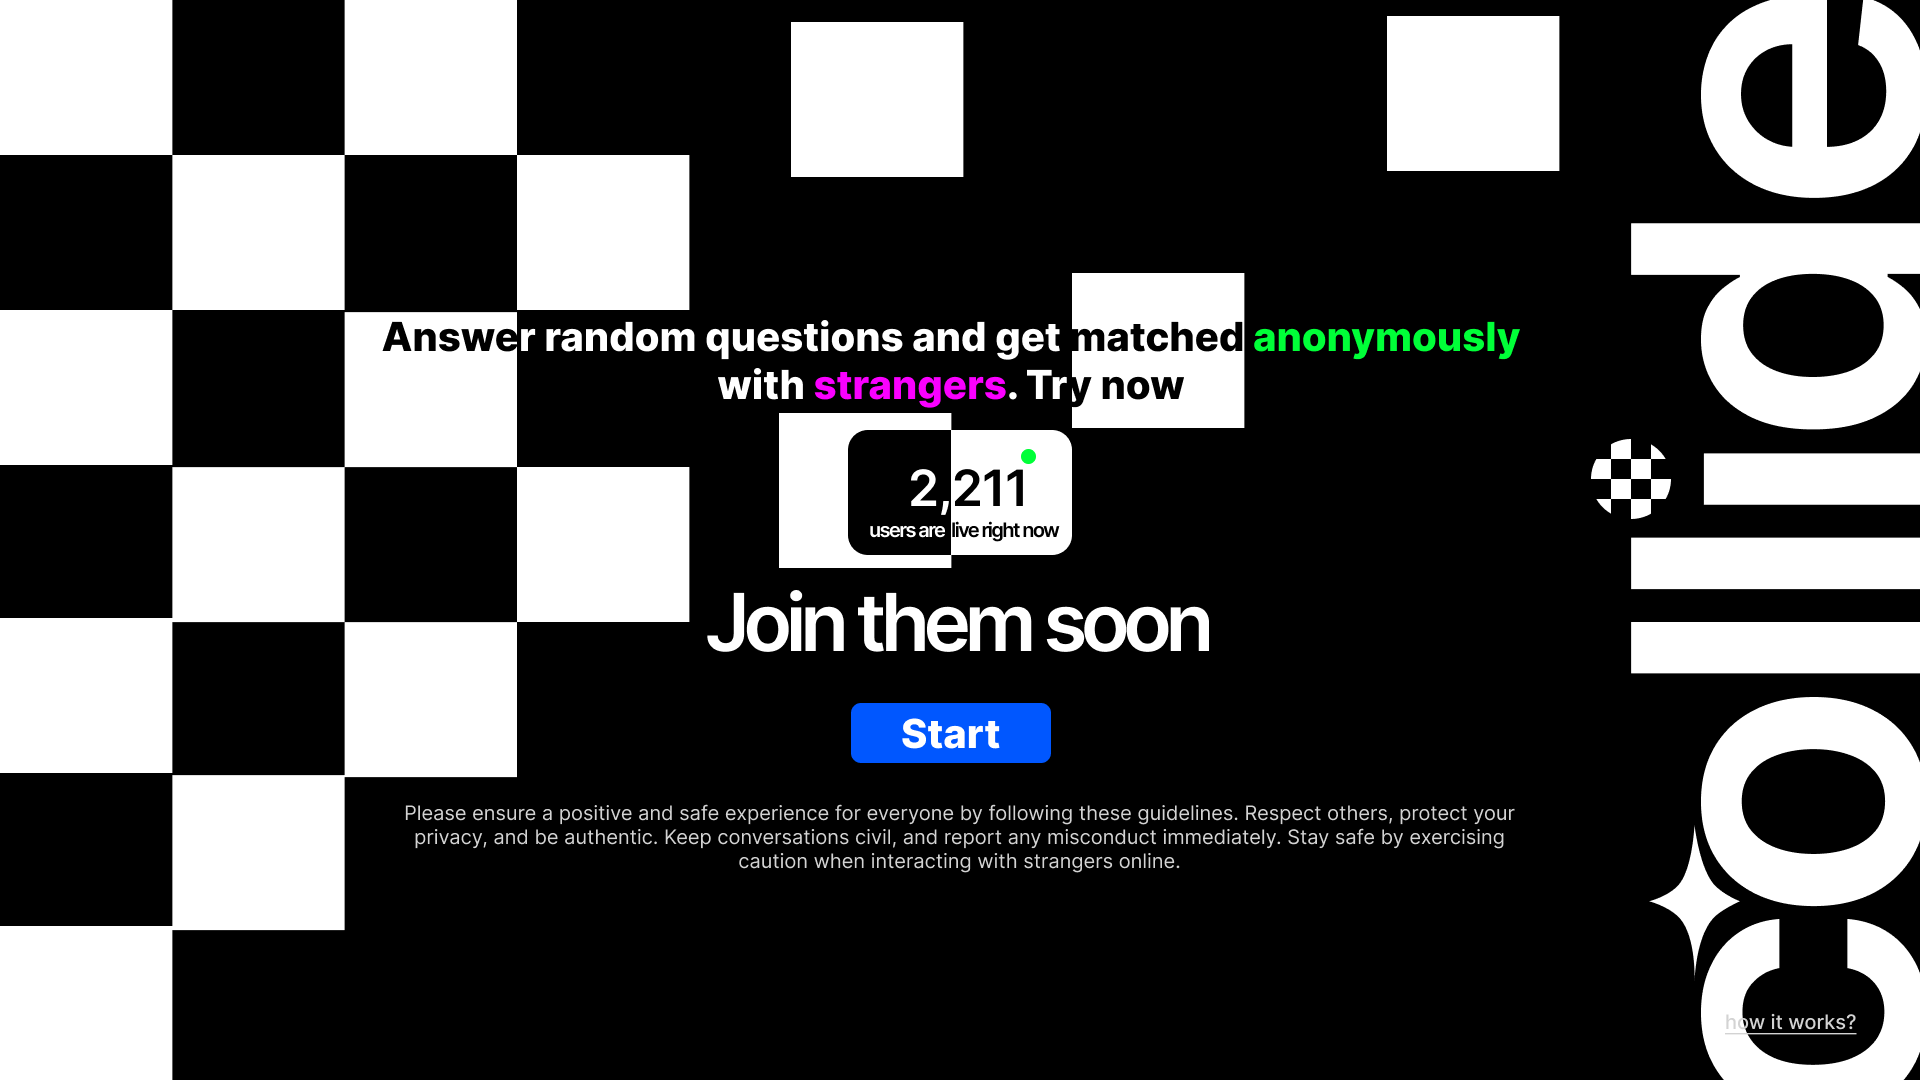 Answer random questions and get matched anonymously
with strangers. Try now
2,211
users are live right now
Join them soon
Start
Please ensure a positive and safe experience for everyone by following these guidelines. Respect others, protect your
privacy, and be authentic. Keep conversations civil, and report any misconduct immediately. Stay safe by exercising
caution when interacting with strangers online.
collide
how it works?